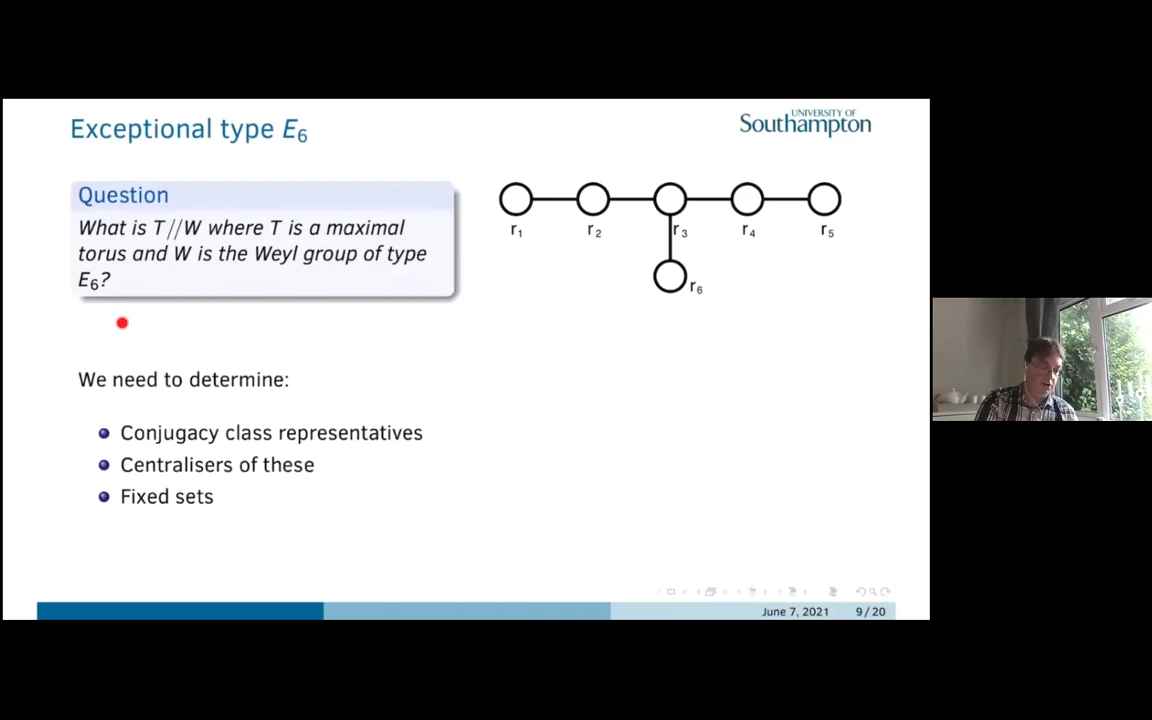 Exceptional type E6
UNIVERSITY OF
Southampton
Question
What is T//W where T is a maximal
torus and W is the Weyl group of type
E6?
r1 r2 r3 r4 r5
r6
We need to determine:
Conjugacy class representatives
Centralisers of these
Fixed sets
June 7, 2021 9/20